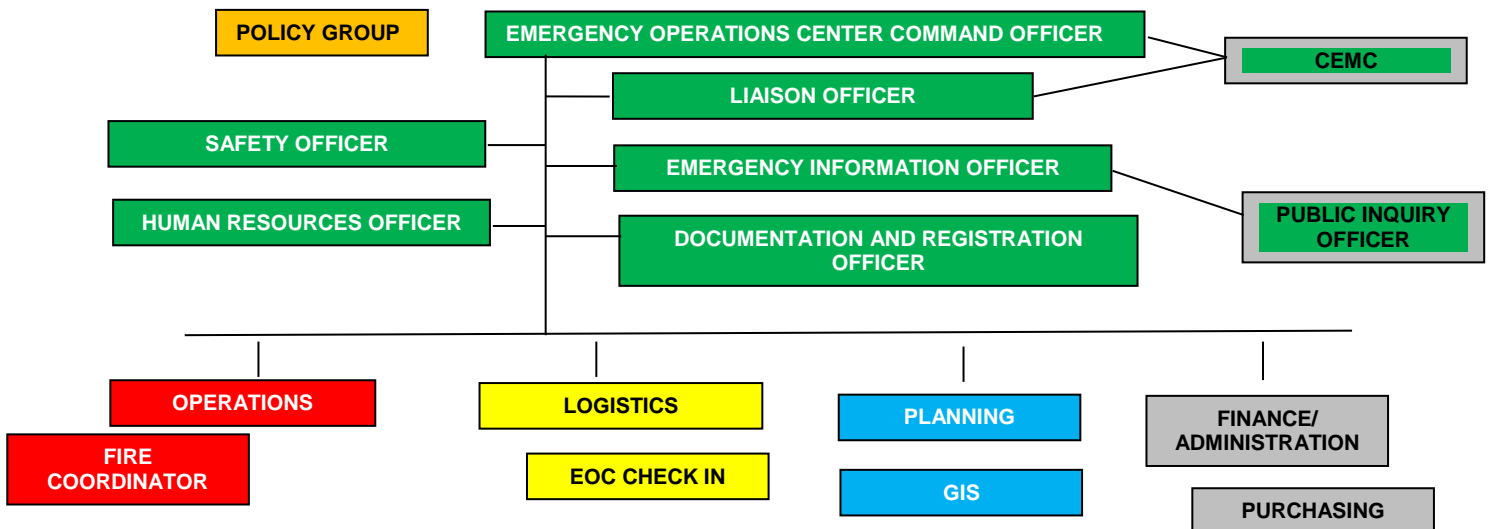 POLICY GROUP
EMERGENCY OPERATIONS CENTER COMMAND OFFICER
CEMC
LIAISON OFFICER
SAFETY OFFICER
EMERGENCY INFORMATION OFFICER
HUMAN RESOURCES OFFICER
PUBLIC INQUIRY
OFFICER
DOCUMENTATION AND REGISTRATION
OFFICER
OPERATIONS
LOGISTICS
PLANNING
FINANCE/
ADMINISTRATION
FIRE
COORDINATOR
EOC CHECK IN
GIS
PURCHASING